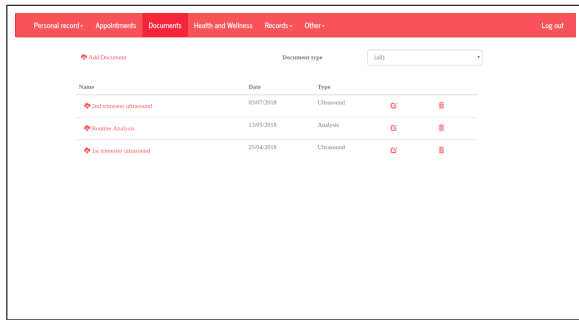 Personal record Appointments Documents Health and Wellness Records Other Log out
Add Document Document type (all)
Name Date Type
2nd trimester ultrasound 03/07/2018 Ultrasound
Routine Analysis 13/05/2018 Analysis
1st trimester ultrasound 25/04/2018 Ultrasound